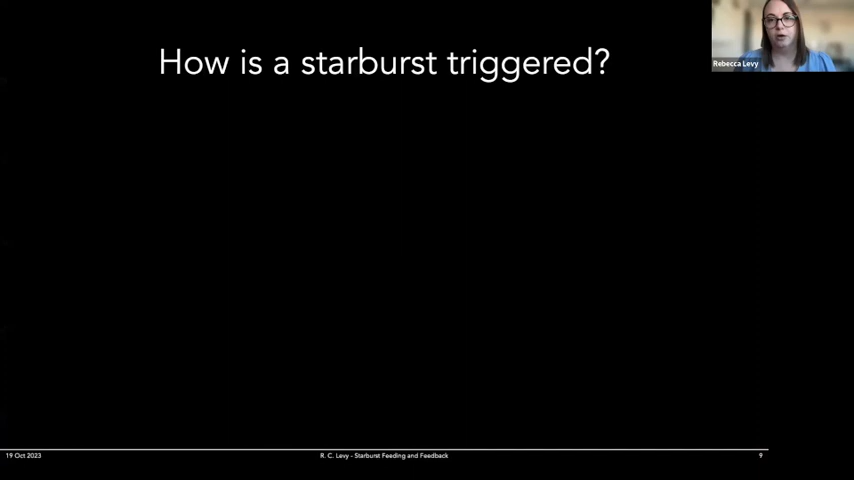 How is a starburst triggered?
Rebecca Levy
19 Oct 2023
R. C. Levy - Starburst Feeding and Feedback
9